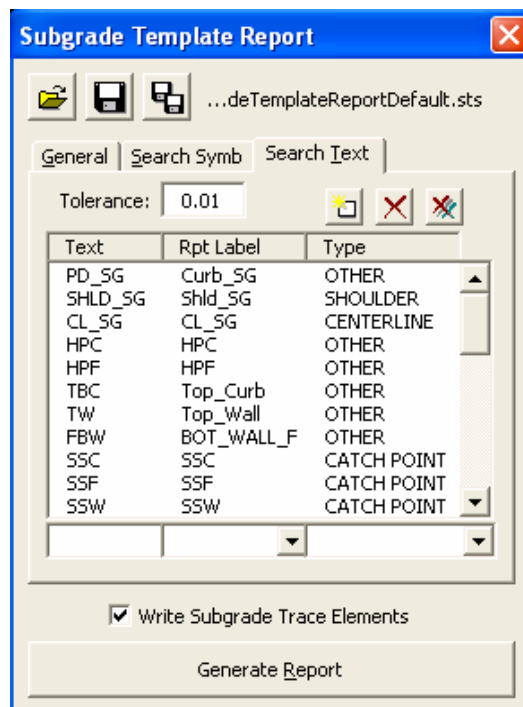 Subgrade Template Report
...deTemplateReportDefault.sts
General Search Symb Search Text
Tolerance: 0.01
Text Rpt Label Type
PD_SG Curb_SG OTHER
SHLD_SG Shld_SG SHOULDER
CL_SG CL_SG CENTERLINE
HPC HPC OTHER
HPF HPF OTHER
TBC Top_Curb OTHER
TW Top_Wall OTHER
FBW BOT_WALL_F OTHER
SSC SSC CATCH POINT
SSF SSF CATCH POINT
SSW SSW CATCH POINT
Write Subgrade Trace Elements
Generate Report